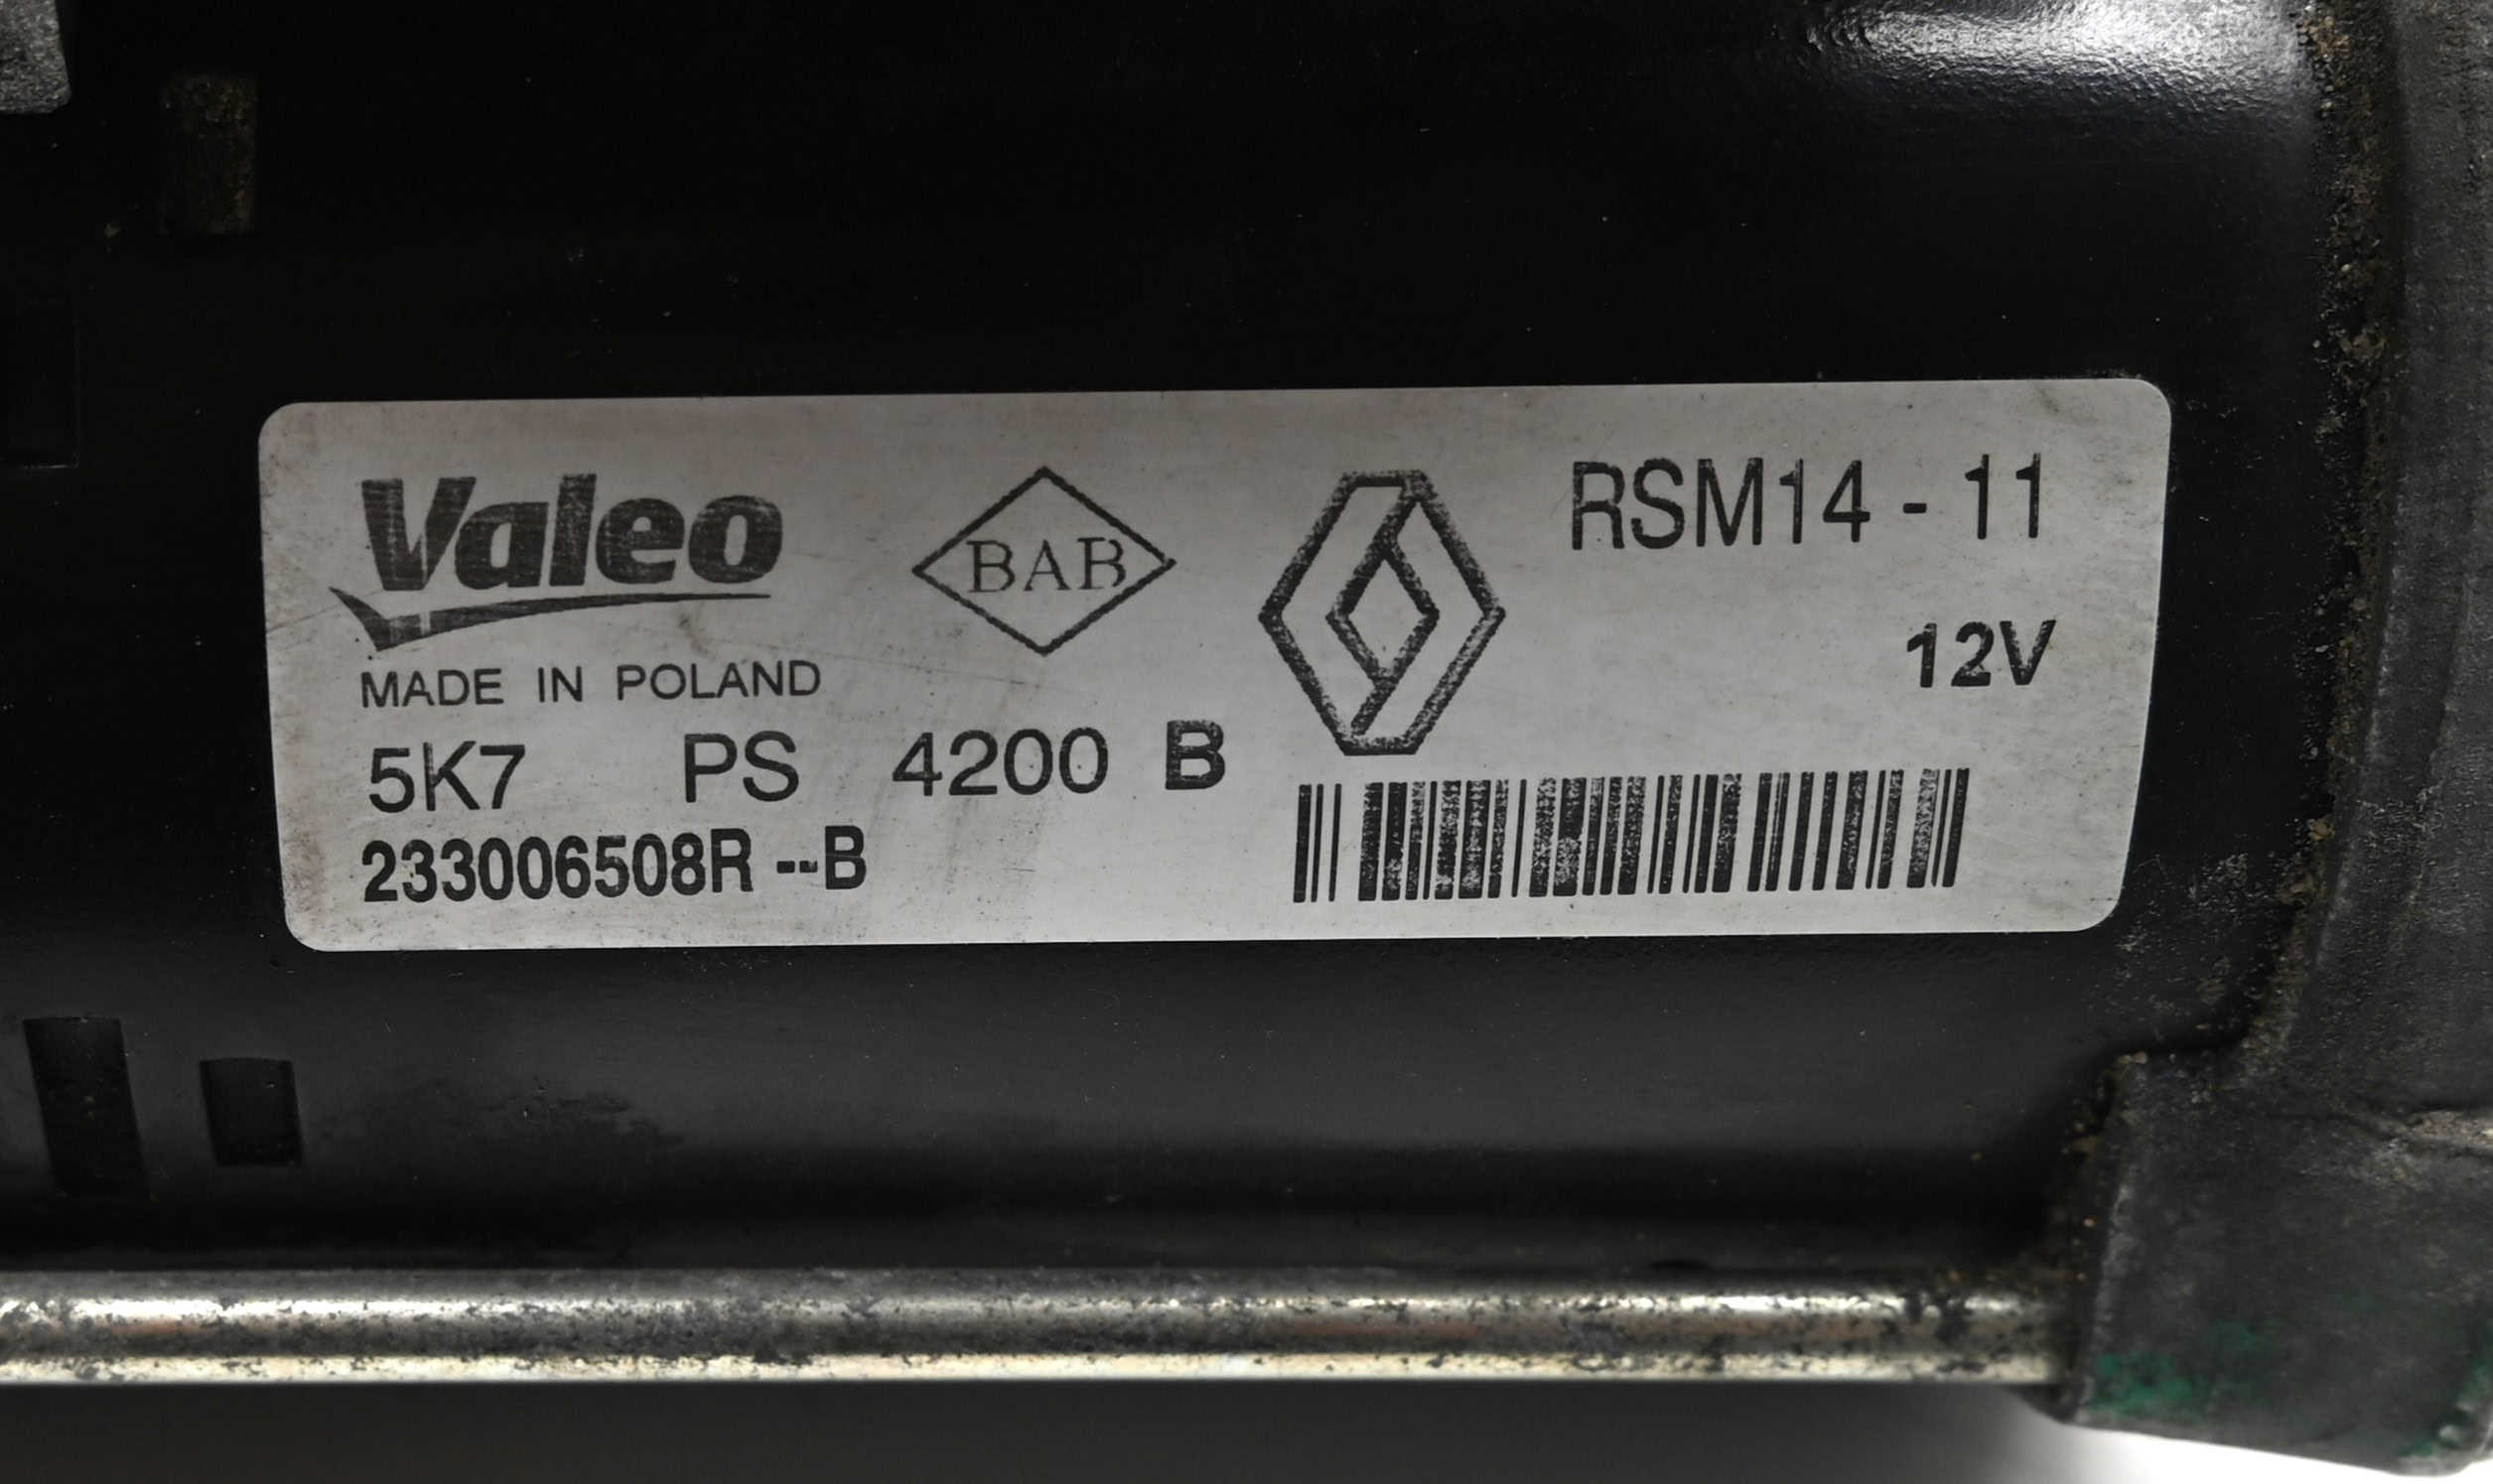 Valeo
BAB
RSM14 - 11
12V
MADE IN POLAND
5K7 PS 4200 B
233006508R --B